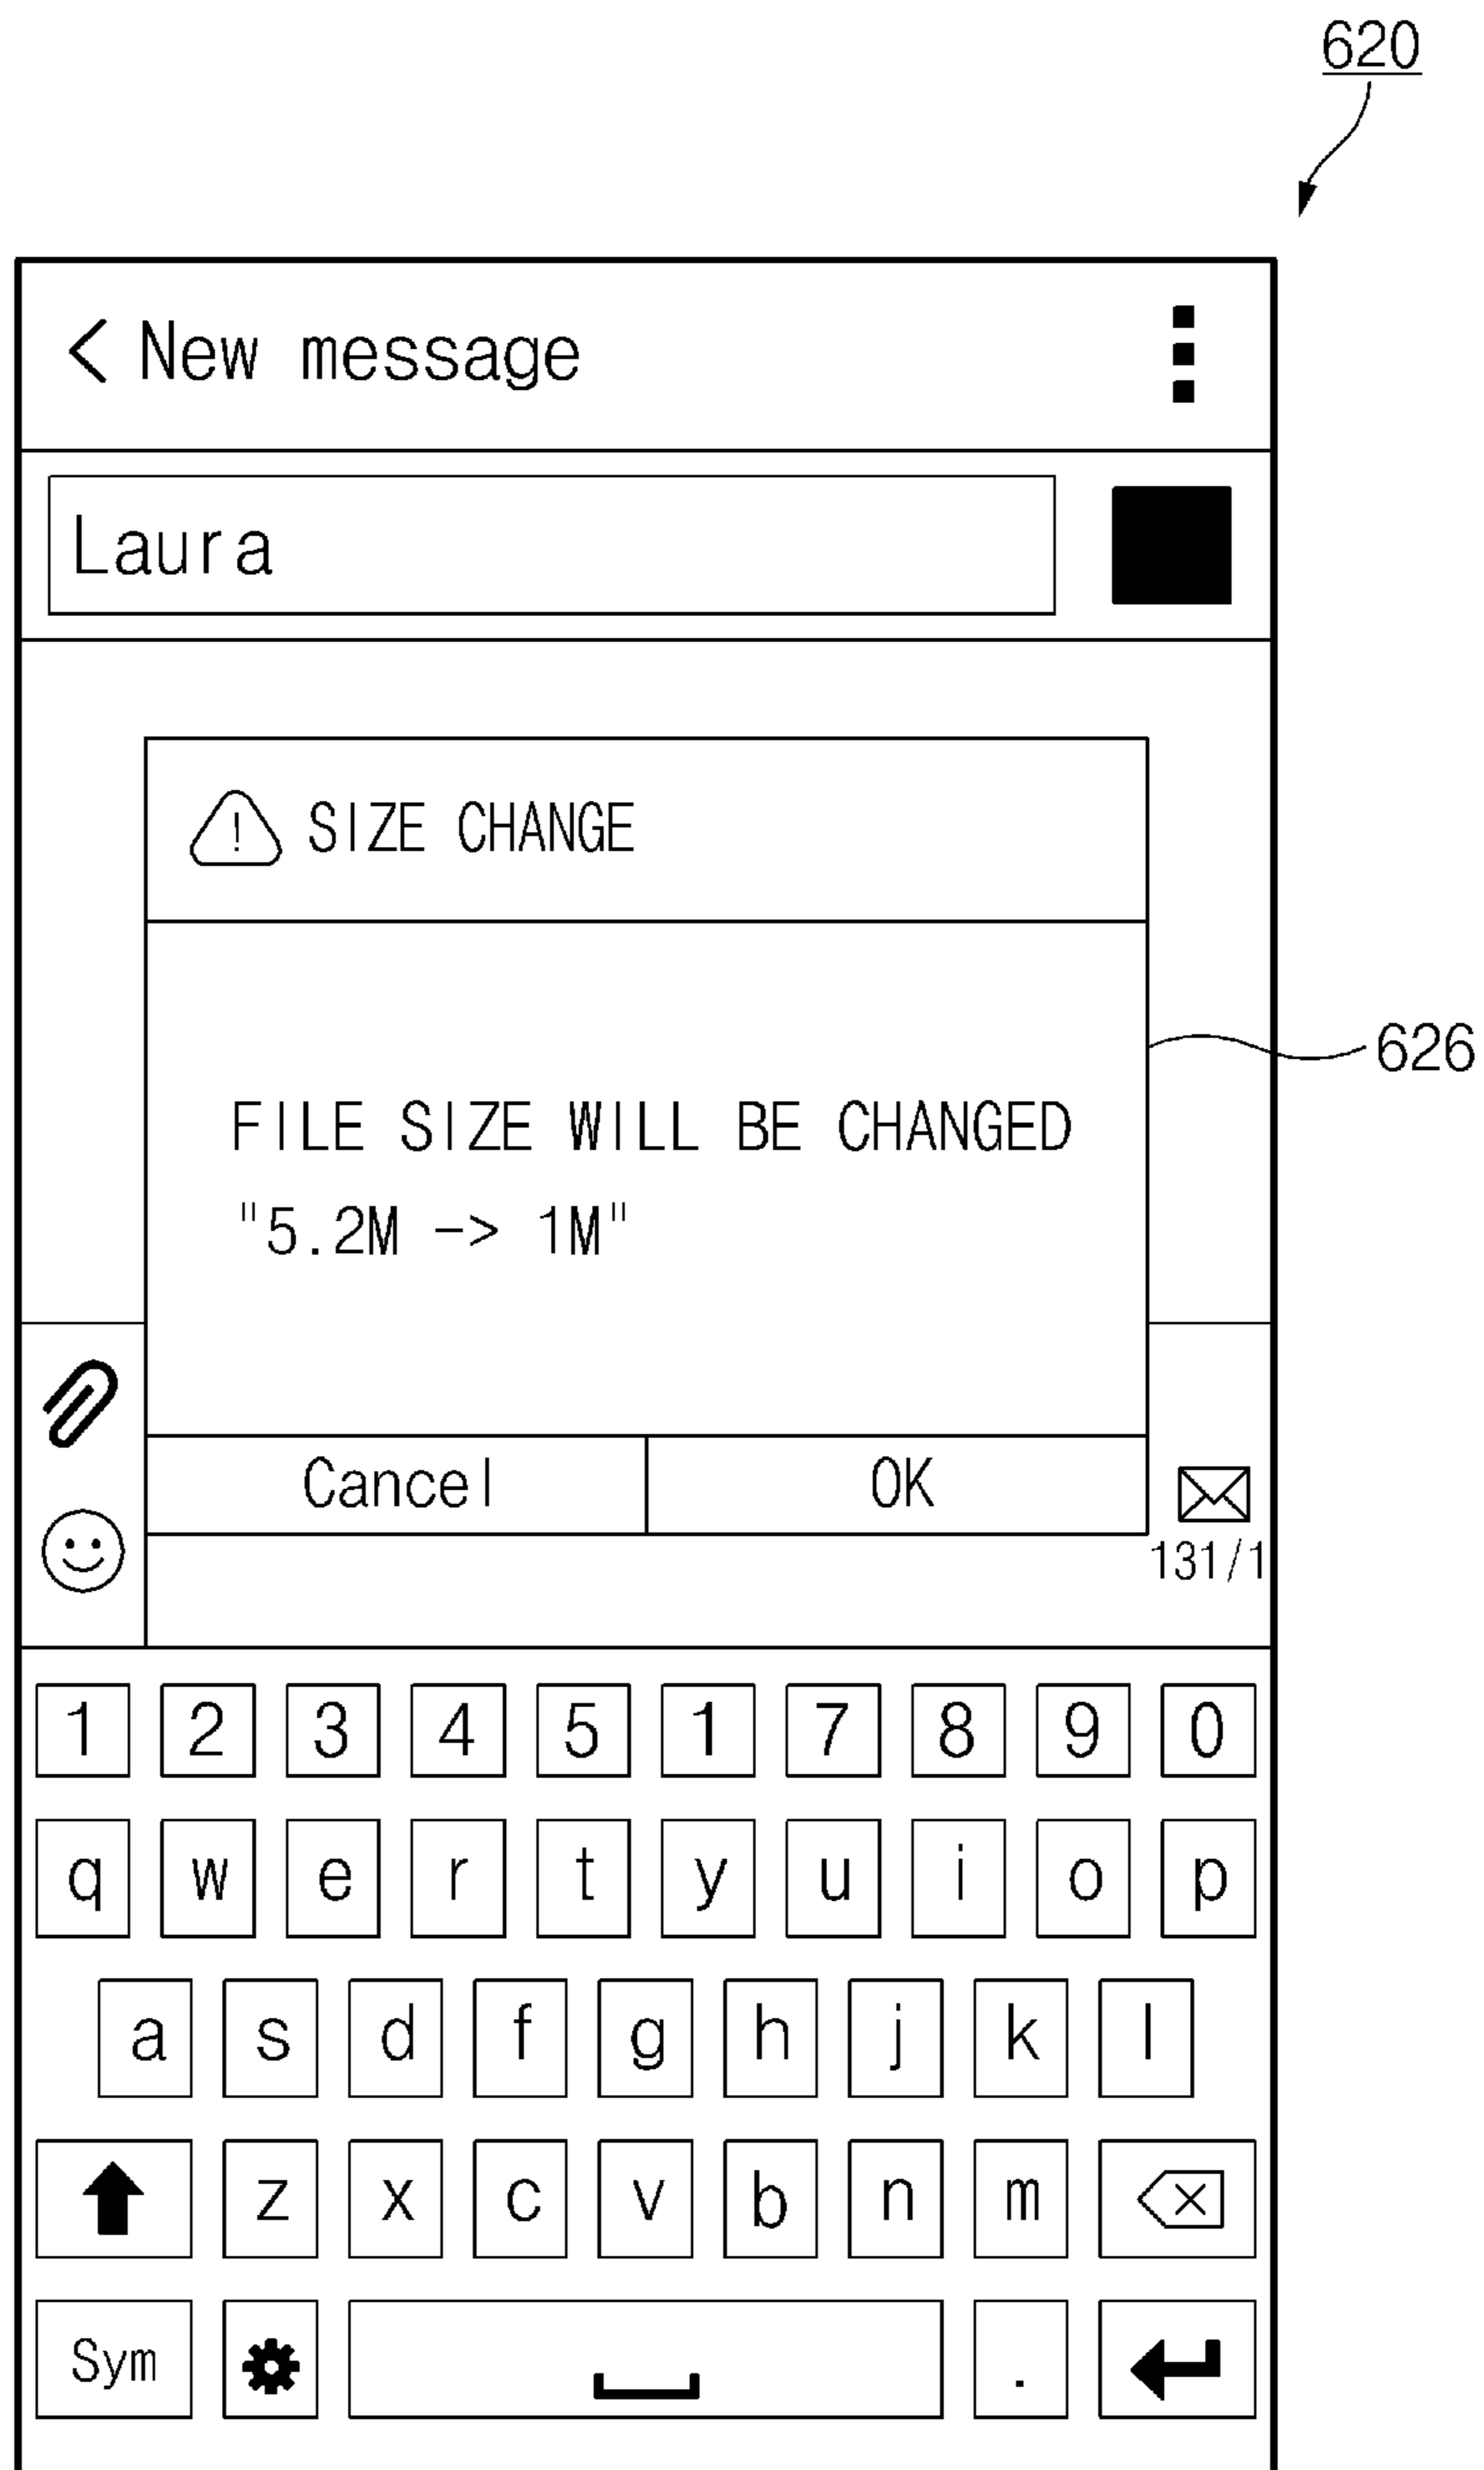 620
< New message
Laura
! SIZE CHANGE
626
FILE SIZE WILL BE CHANGED
"5.2M -> 1M"
Cancel OK
131/1
1 2 3 4 5 1 7 8 9 0
q w e r t y u i o p
a s d f g h j k l
z x c v b n m
Sym .